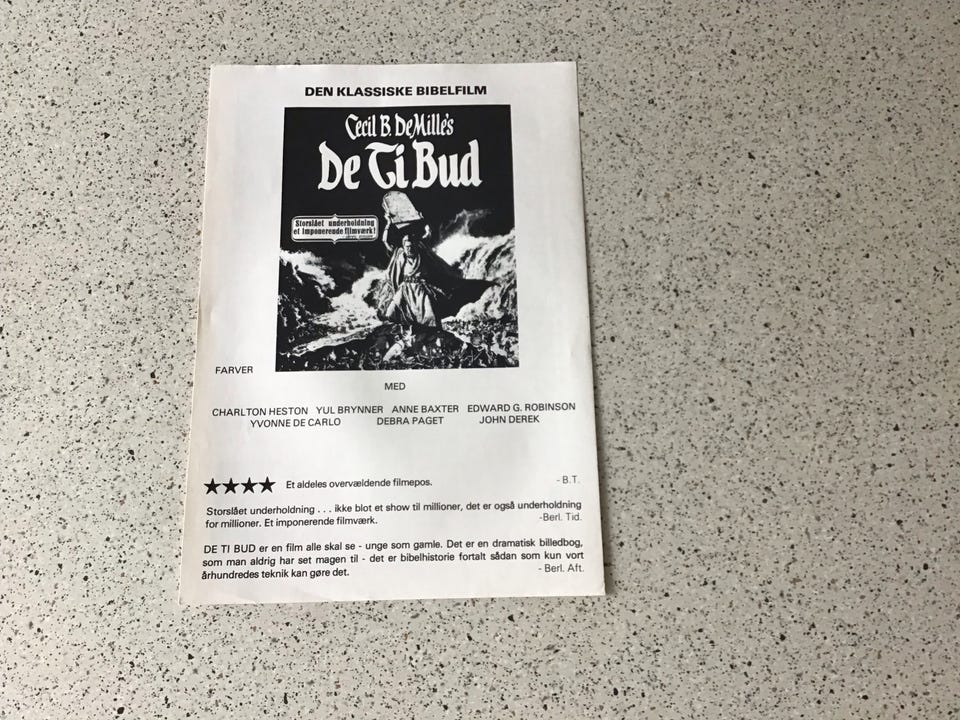 DEN KLASSISKE BIBELFILM
Cecil B. DeMille's
De Ti Bud
Storslået underholdning
et imponerende filmværk!
FARVER
MED
CHARLTON HESTON YUL BRYNNER ANNE BAXTER EDWARD G. ROBINSON
YVONNE DE CARLO DEBRA PAGET JOHN DEREK
★★★★ Et aldeles overvældende filmepos. - B.T.
Storslået underholdning . . . ikke blot et show til millioner, det er også underholdning
for millioner. Et imponerende filmværk. -Berl. Tid.
DE TI BUD er en film alle skal se - unge som gamle. Det er en dramatisk billedbog,
som man aldrig har set magen til - det er bibelhistorie fortalt sådan som kun vort
århundredes teknik kan gøre det. - Berl. Aft.